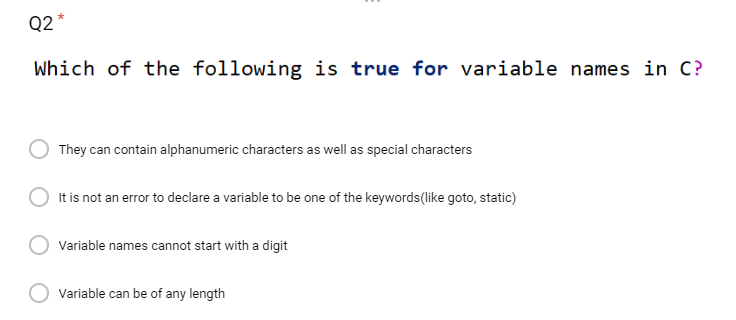 Q2 *
Which of the following is true for variable names in C?
They can contain alphanumeric characters as well as special characters
It is not an error to declare a variable to be one of the keywords(like goto, static)
Variable names cannot start with a digit
Variable can be of any length